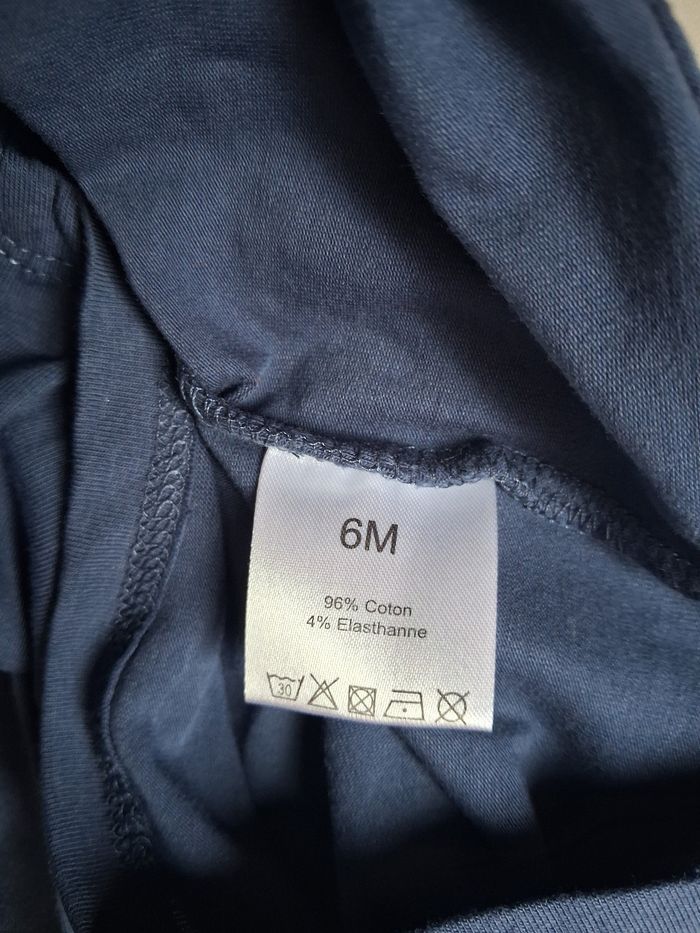 6M
96% Coton
4% Elasthanne
30